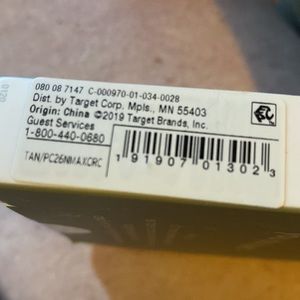 080 08 7147 C-000970-01-034-0028
Dist. by Target Corp. Mpls., MN 55403
Origin: China ©2019 Target Brands, Inc.
Guest Services
1-800-440-0680
TAN/PC26NMAXCRC
1 91907 01302 3
0120